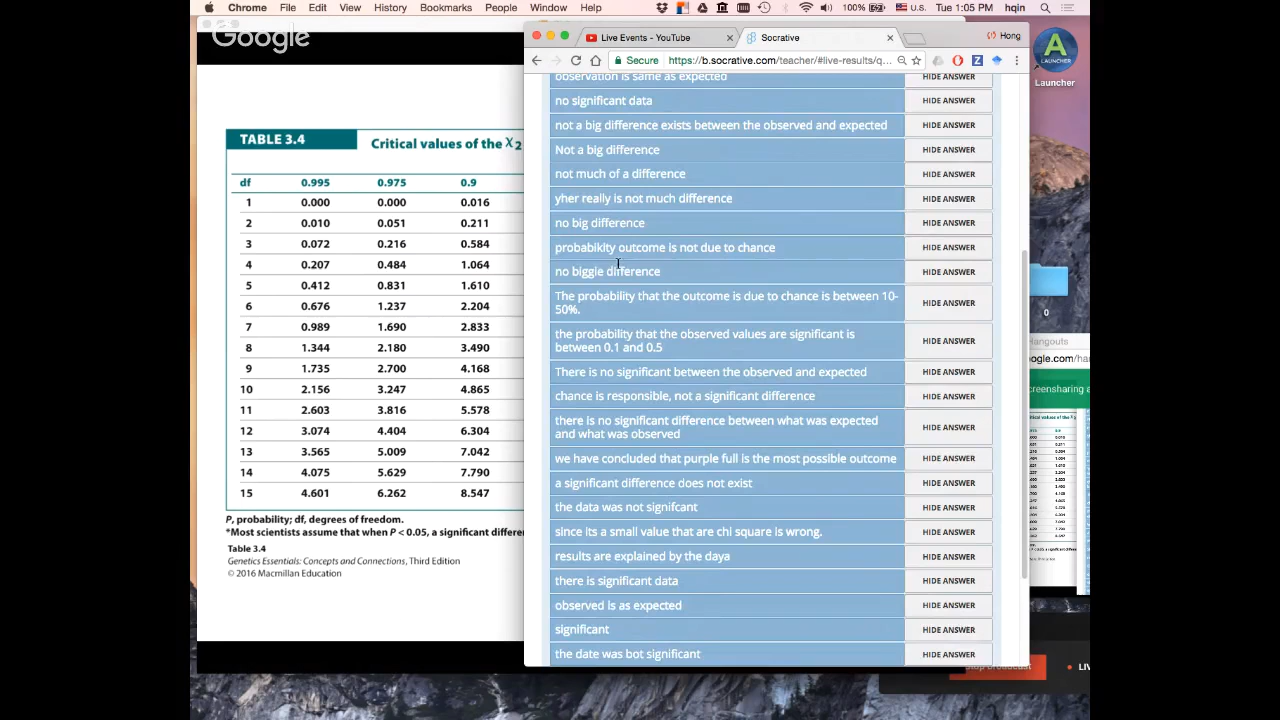 Chrome File Edit View History Bookmarks People Window Help 100% U.S. Tue 1:05 PM hqin
Google
Live Events - YouTube
Socrative
Hong
Secure https://b.socrative.com/teacher/#live-results/q...
Launcher
TABLE 3.4 Critical values of the χ2
df 0.995 0.975 0.9
1 0.000 0.000 0.016
2 0.010 0.051 0.211
3 0.072 0.216 0.584
4 0.207 0.484 1.064
5 0.412 0.831 1.610
6 0.676 1.237 2.204
7 0.989 1.690 2.833
8 1.344 2.180 3.490
9 1.735 2.700 4.168
10 2.156 3.247 4.865
11 2.603 3.816 5.578
12 3.074 4.404 6.304
13 3.565 5.009 7.042
14 4.075 5.629 7.790
15 4.601 6.262 8.547
P, probability; df, degrees of freedom.
*Most scientists assume that when P < 0.05, a significant differe
Table 3.4
Genetics Essentials: Concepts and Connections, Third Edition
© 2016 Macmillan Education
observation is same as expected HIDE ANSWER
no significant data HIDE ANSWER
not a big difference exists between the observed and expected HIDE ANSWER
Not a big difference HIDE ANSWER
not much of a difference HIDE ANSWER
yher really is not much difference HIDE ANSWER
no big difference HIDE ANSWER
probabiklty outcome is not due to chance HIDE ANSWER
no biggie difference HIDE ANSWER
The probability that the outcome is due to chance is between 10-
50%. HIDE ANSWER
the probability that the observed values are significant is
between 0.1 and 0.5 HIDE ANSWER
There is no significant between the observed and expected HIDE ANSWER
chance is responsible, not a significant difference HIDE ANSWER
there is no significant difference between what was expected
and what was observed HIDE ANSWER
we have concluded that purple full is the most possible outcome HIDE ANSWER
a significant difference does not exist HIDE ANSWER
the data was not signifcant HIDE ANSWER
since its a small value that are chi square is wrong. HIDE ANSWER
results are explained by the daya HIDE ANSWER
there is significant data HIDE ANSWER
observed is as expected HIDE ANSWER
significant HIDE ANSWER
the date was bot significant HIDE ANSWER
0
Hangouts
ogle.com/ha
creensharing a
Stop broadcast
LIV